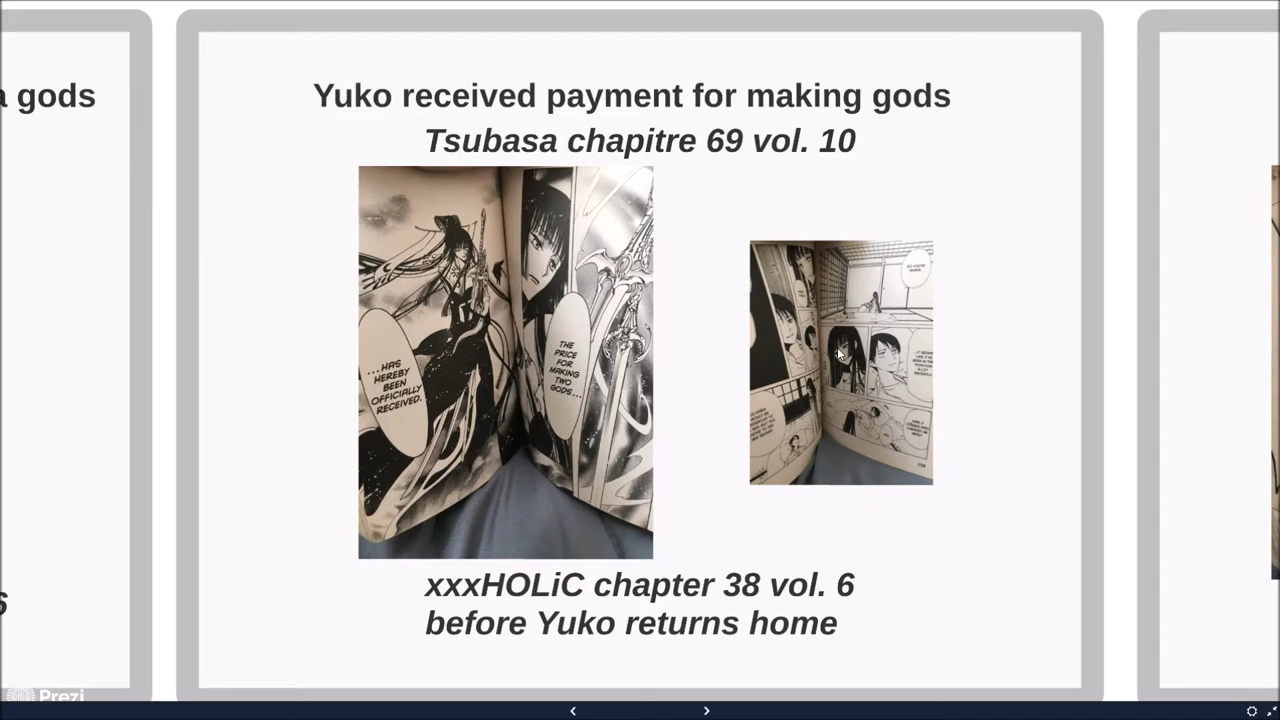 a gods
Yuko received payment for making gods
Tsubasa chapitre 69 vol. 10
...HAS
HEREBY
BEEN
OFFICIALLY
RECEIVED.
THE
PRICE
FOR
MAKING
TWO
GODS...
xxxHOLiC chapter 38 vol. 6
before Yuko returns home
6
Prezi